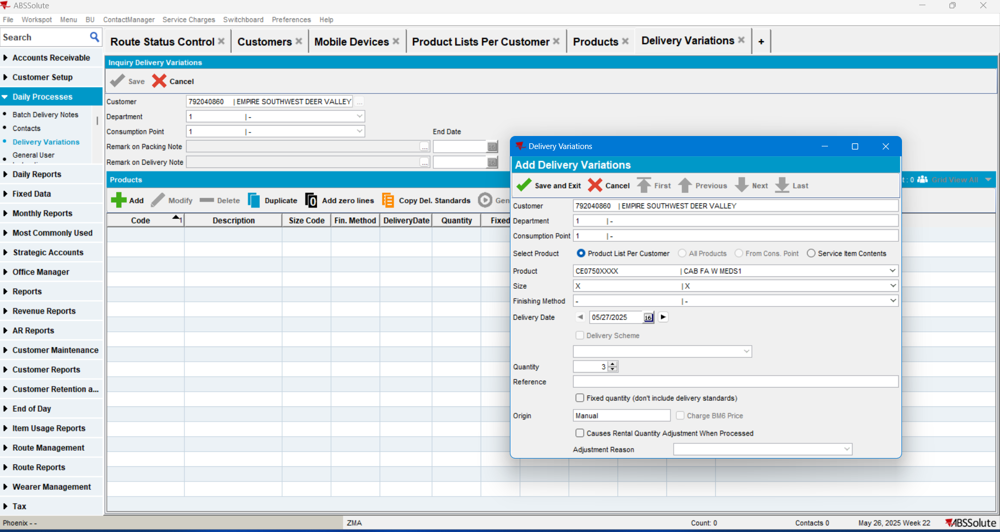 ABSSolute
File Workspot Menu BU ContactManager Service Charges Switchboard Preferences Help
Search
Route Status Control
Customers
Mobile Devices
Product Lists Per Customer
Products
Delivery Variations
+
Accounts Receivable
Customer Setup
Daily Processes
Batch Delivery Notes
Contacts
Delivery Variations
General User
Daily Reports
Fixed Data
Monthly Reports
Most Commonly Used
Strategic Accounts
Office Manager
Reports
Revenue Reports
AR Reports
Customer Maintenance
Customer Reports
Customer Retention a...
End of Day
Item Usage Reports
Route Management
Route Reports
Wearer Management
Tax
Inquiry Delivery Variations
Save Cancel
Customer 792040860 | EMPIRE SOUTHWEST DEER VALLEY ...
Department 1 | -
Consumption Point 1 | - End Date
Remark on Packing Note ... 16
Remark on Delivery Note ... 16
Products
t : 0 Grid View All
Add Modify Delete Duplicate Add zero lines Copy Del. Standards Gen
Code 1 Description Size Code Fin. Method DeliveryDate Quantity Fixed
Delivery Variations
Add Delivery Variations
Save and Exit Cancel First Previous Next Last
Customer 792040860 | EMPIRE SOUTHWEST DEER VALLEY
Department 1 | -
Consumption Point 1 | -
Select Product Product List Per Customer All Products From Cons. Point Service Item Contents
Product CE0750XXXX | CAB FA W MEDS1
Size X | X
Finishing Method - | -
Delivery Date 05/27/2025 16
Delivery Scheme
Quantity 3
Reference
Fixed quantity (don't include delivery standards)
Origin Manual Charge BM6 Price
Causes Rental Quantity Adjustment When Processed
Adjustment Reason
Phoenix - - ZMA Count: 0 Contacts 0 May 26, 2025 Week 22 ABSSolute